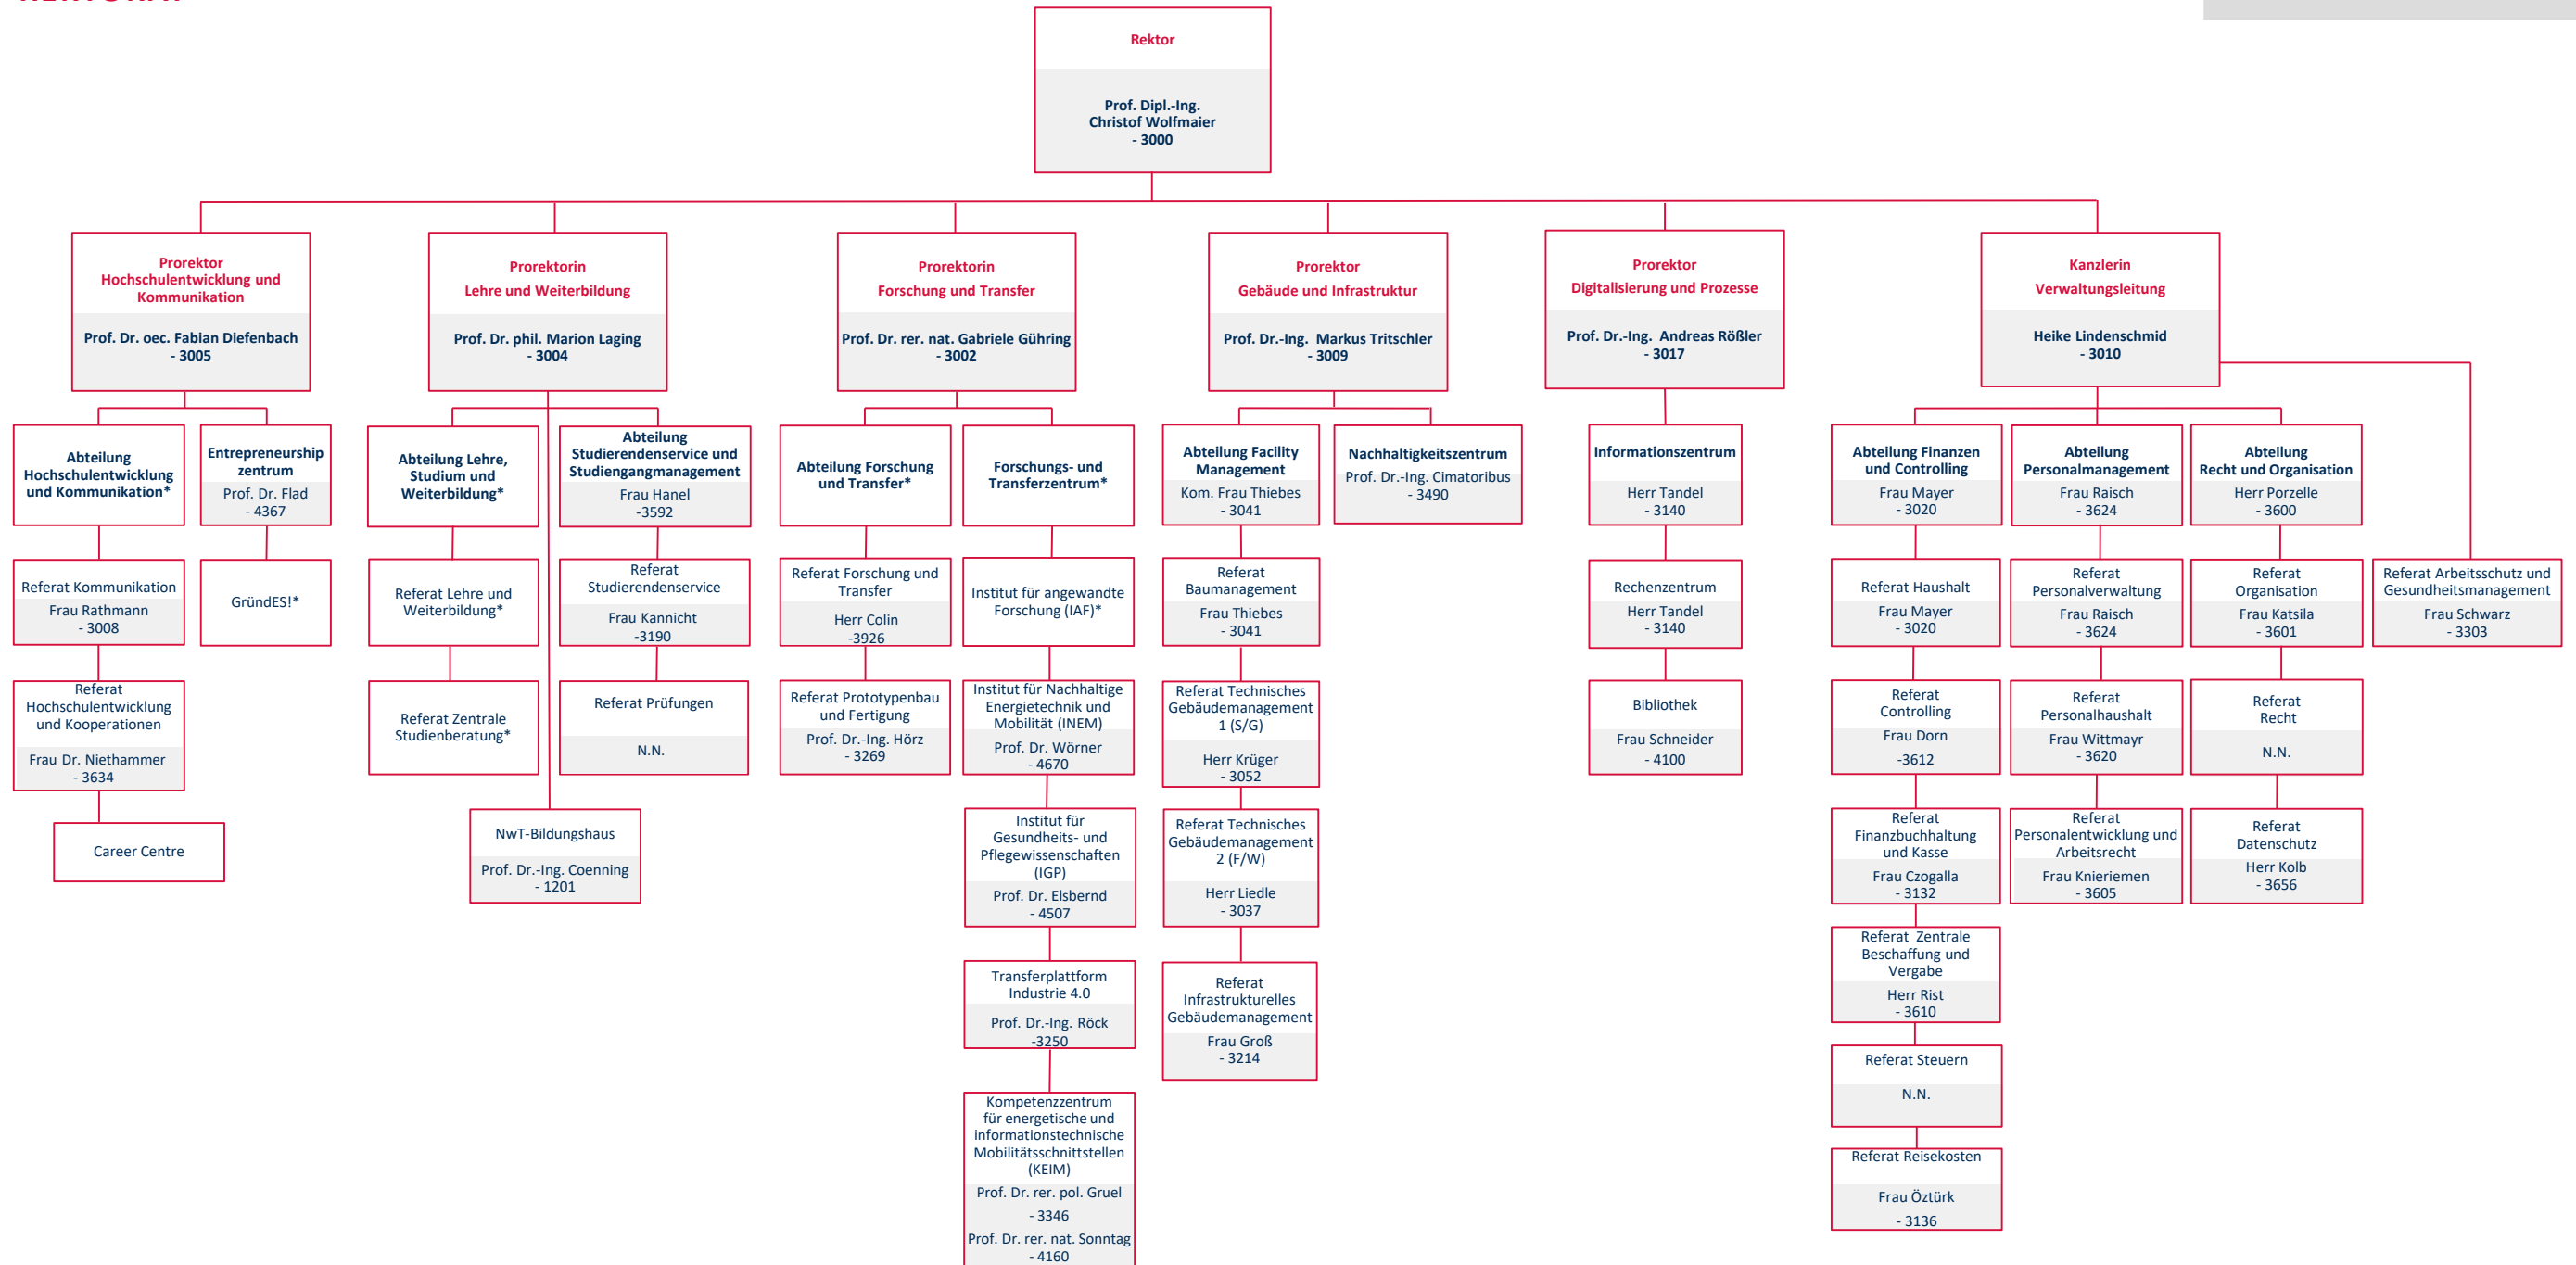 Rektor
Prof. Dipl.-Ing.
Christof Wolfmaier
- 3000
Prorektor
Hochschulentwicklung und
Kommunikation
Prof. Dr. oec. Fabian Diefenbach
- 3005
Prorektorin
Lehre und Weiterbildung
Prof. Dr. phil. Marion Laging
- 3004
Prorektorin
Forschung und Transfer
Prof. Dr. rer. nat. Gabriele Gühring
- 3002
Prorektor
Gebäude und Infrastruktur
Prof. Dr.-Ing. Markus Tritschler
- 3009
Prorektor
Digitalisierung und Prozesse
Prof. Dr.-Ing. Andreas Rößler
- 3017
Kanzlerin
Verwaltungsleitung
Heike Lindenschmid
- 3010
Abteilung
Hochschulentwicklung
und Kommunikation*
Entrepreneurship
zentrum
Prof. Dr. Flad
- 4367
Abteilung Lehre,
Studium und
Weiterbildung*
Abteilung
Studierendenservice und
Studiengangmanagement
Frau Hanel
-3592
Abteilung Forschung
und Transfer*
Forschungs- und
Transferzentrum*
Abteilung Facility
Management
Kom. Frau Thiebes
- 3041
Nachhaltigkeitszentrum
Prof. Dr.-Ing. Cimatoribus
- 3490
Informationszentrum
Herr Tandel
- 3140
Abteilung Finanzen
und Controlling
Frau Mayer
- 3020
Abteilung
Personalmanagement
Frau Raisch
- 3624
Abteilung
Recht und Organisation
Herr Porzelle
- 3600
Referat Kommunikation
Frau Rathmann
- 3008
GründES!*
Referat Lehre und
Weiterbildung*
Referat
Studierendenservice
Frau Kannicht
-3190
Referat Forschung und
Transfer
Herr Colin
-3926
Institut für angewandte
Forschung (IAF)*
Referat
Baumanagement
Frau Thiebes
- 3041
Rechenzentrum
Herr Tandel
- 3140
Referat Haushalt
Frau Mayer
- 3020
Referat
Personalverwaltung
Frau Raisch
- 3624
Referat
Organisation
Frau Katsila
- 3601
Referat Arbeitsschutz und
Gesundheitsmanagement
Frau Schwarz
- 3303
Referat
Hochschulentwicklung
und Kooperationen
Frau Dr. Niethammer
- 3634
Referat Zentrale
Studienberatung*
Referat Prüfungen
N.N.
Referat Prototypenbau
und Fertigung
Prof. Dr.-Ing. Hörz
- 3269
Institut für Nachhaltige
Energietechnik und
Mobilität (INEM)
Prof. Dr. Wörner
- 4670
Referat Technisches
Gebäudemanagement
1 (S/G)
Herr Krüger
- 3052
Bibliothek
Frau Schneider
- 4100
Referat
Controlling
Frau Dorn
-3612
Referat
Personalhaushalt
Frau Wittmayr
- 3620
Referat
Recht
N.N.
Career Centre
NwT-Bildungshaus
Prof. Dr.-Ing. Coenning
- 1201
Institut für
Gesundheits- und
Pflegewissenschaften
(IGP)
Prof. Dr. Elsbernd
- 4507
Referat Technisches
Gebäudemanagement
2 (F/W)
Herr Liedle
- 3037
Referat
Finanzbuchhaltung
und Kasse
Frau Czogalla
- 3132
Referat
Personalentwicklung und
Arbeitsrecht
Frau Knieriemen
- 3605
Referat
Datenschutz
Herr Kolb
- 3656
Transferplattform
Industrie 4.0
Prof. Dr.-Ing. Röck
-3250
Referat
Infrastrukturelles
Gebäudemanagement
Frau Groß
- 3214
Referat Zentrale
Beschaffung und
Vergabe
Herr Rist
- 3610
Referat Steuern
N.N.
Kompetenzzentrum
für energetische und
informationstechnische
Mobilitätsschnittstellen
(KEIM)
Prof. Dr. rer. pol. Gruel
- 3346
Prof. Dr. rer. nat. Sonntag
- 4160
Referat Reisekosten
Frau Öztürk
- 3136